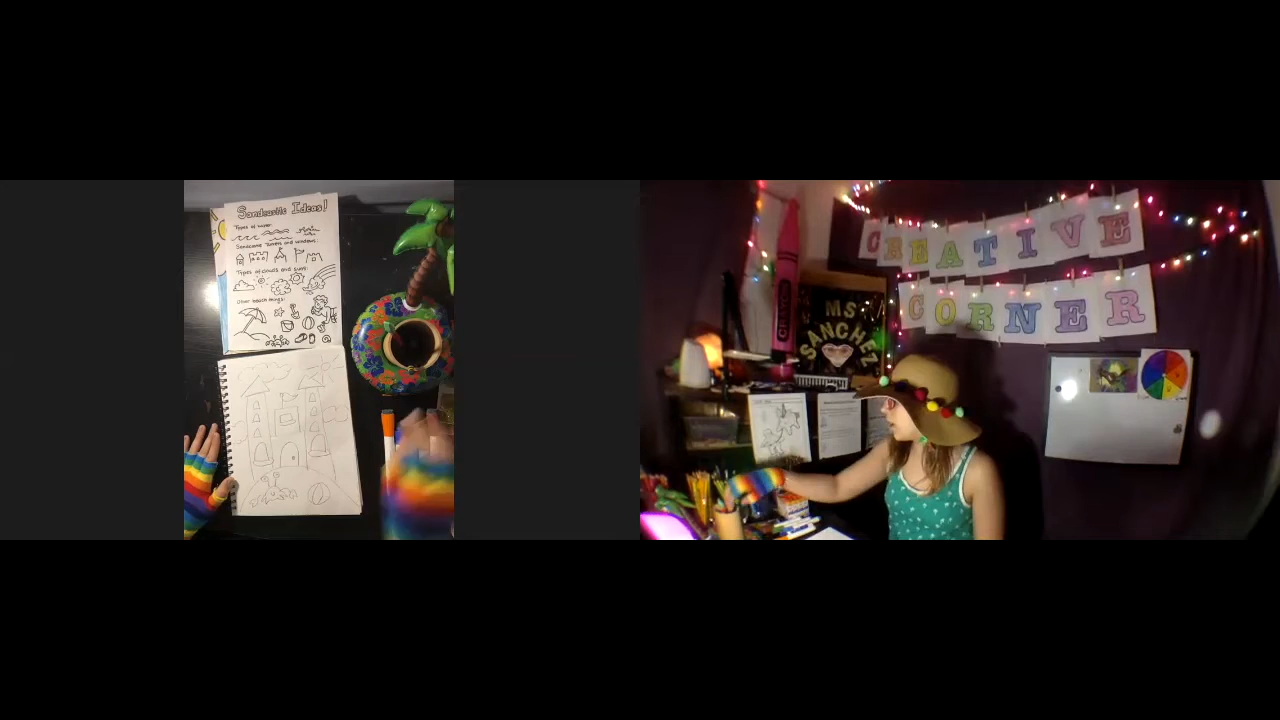 Sandcastle Ideas!
Types of water:
Sandcastle Towers and windows:
Types of clouds and suns:
Other beach things:
CREATIVE
CORNER
CRAYON
MS
SANCHEZ